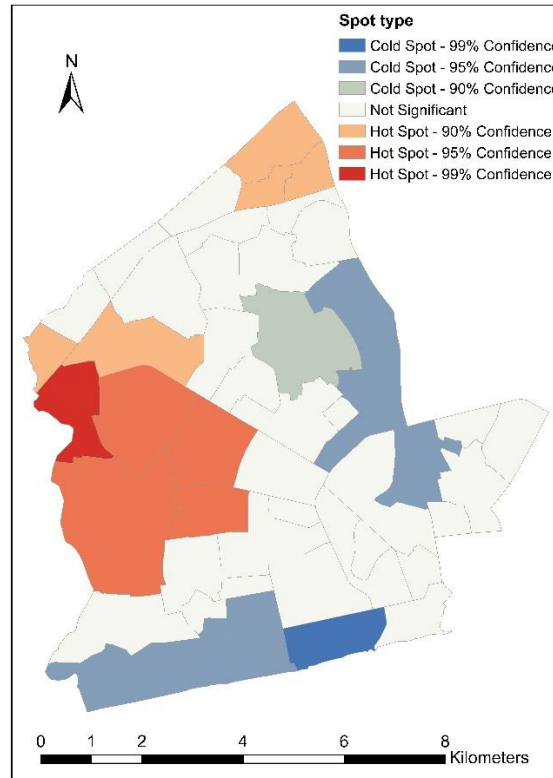 Spot type
Cold Spot - 99% Confidence
Cold Spot - 95% Confidence
Cold Spot - 90% Confidence
Not Significant
Hot Spot - 90% Confidence
Hot Spot - 95% Confidence
Hot Spot - 99% Confidence
N
0 1 2 4 6 8
Kilometers